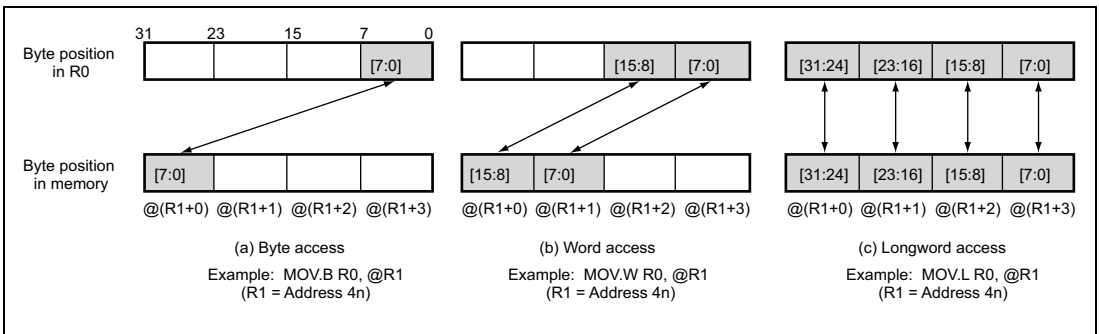 31 23 15 7 0
Byte position
in R0
[7:0] [15:8] [7:0] [31:24] [23:16] [15:8] [7:0]
Byte position
in memory
[7:0] [15:8] [7:0] [31:24] [23:16] [15:8] [7:0]
@(R1+0) @(R1+1) @(R1+2) @(R1+3) @(R1+0) @(R1+1) @(R1+2) @(R1+3) @(R1+0) @(R1+1) @(R1+2) @(R1+3)
(a) Byte access (b) Word access (c) Longword access
Example: MOV.B R0, @R1 Example: MOV.W R0, @R1 Example: MOV.L R0, @R1
(R1 = Address 4n) (R1 = Address 4n) (R1 = Address 4n)